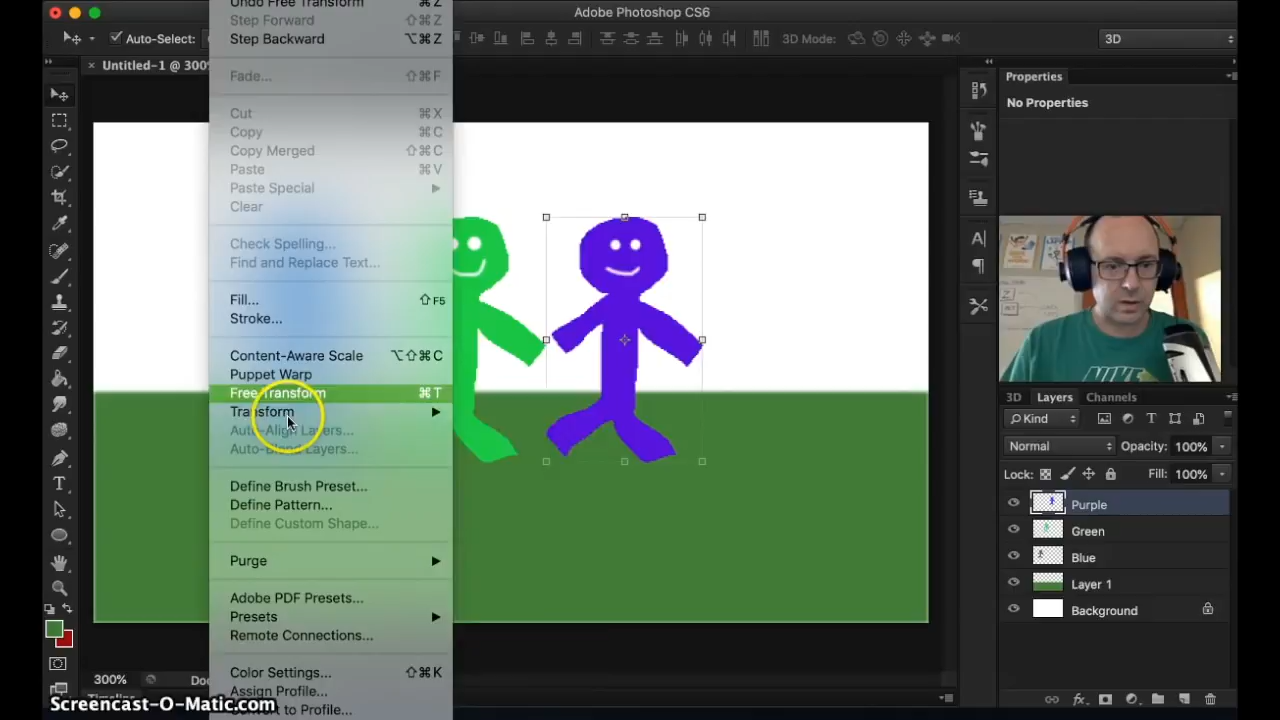 Adobe Photoshop CS6
Undo Free Transform ⌘Z
Step Forward ⇧⌘Z
Step Backward ⌥⌘Z
Fade... ⇧⌘F
Cut ⌘X
Copy ⌘C
Copy Merged ⇧⌘C
Paste ⌘V
Paste Special
Clear
Check Spelling...
Find and Replace Text...
Fill... ⇧F5
Stroke...
Content-Aware Scale ⌥⇧⌘C
Puppet Warp
Free Transform ⌘T
Transform
Auto-Align Layers...
Auto-Blend Layers...
Define Brush Preset...
Define Pattern...
Define Custom Shape...
Purge
Adobe PDF Presets...
Presets
Remote Connections...
Color Settings... ⇧⌘K
Assign Profile...
Convert to Profile...
Auto-Select:
3D Mode:
3D
× Untitled-1 @ 300%
Properties
No Properties
NIKE
3D Layers Channels
Kind
Normal Opacity: 100%
Lock: Fill: 100%
Purple
Green
Blue
Layer 1
Background
300% Doc
Timeline
Screencast-O-Matic.com